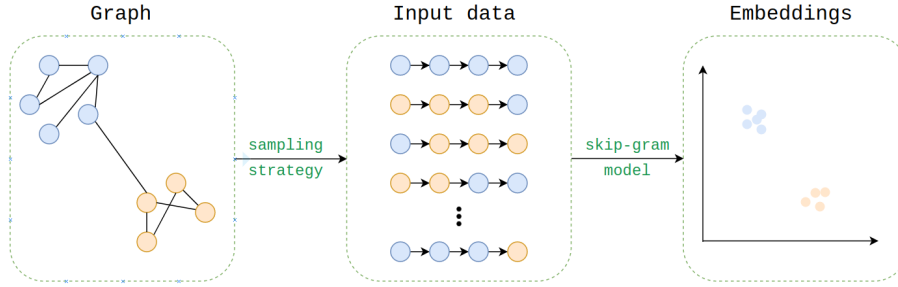 Graph
Input data
Embeddings
sampling
strategy
skip-gram
model